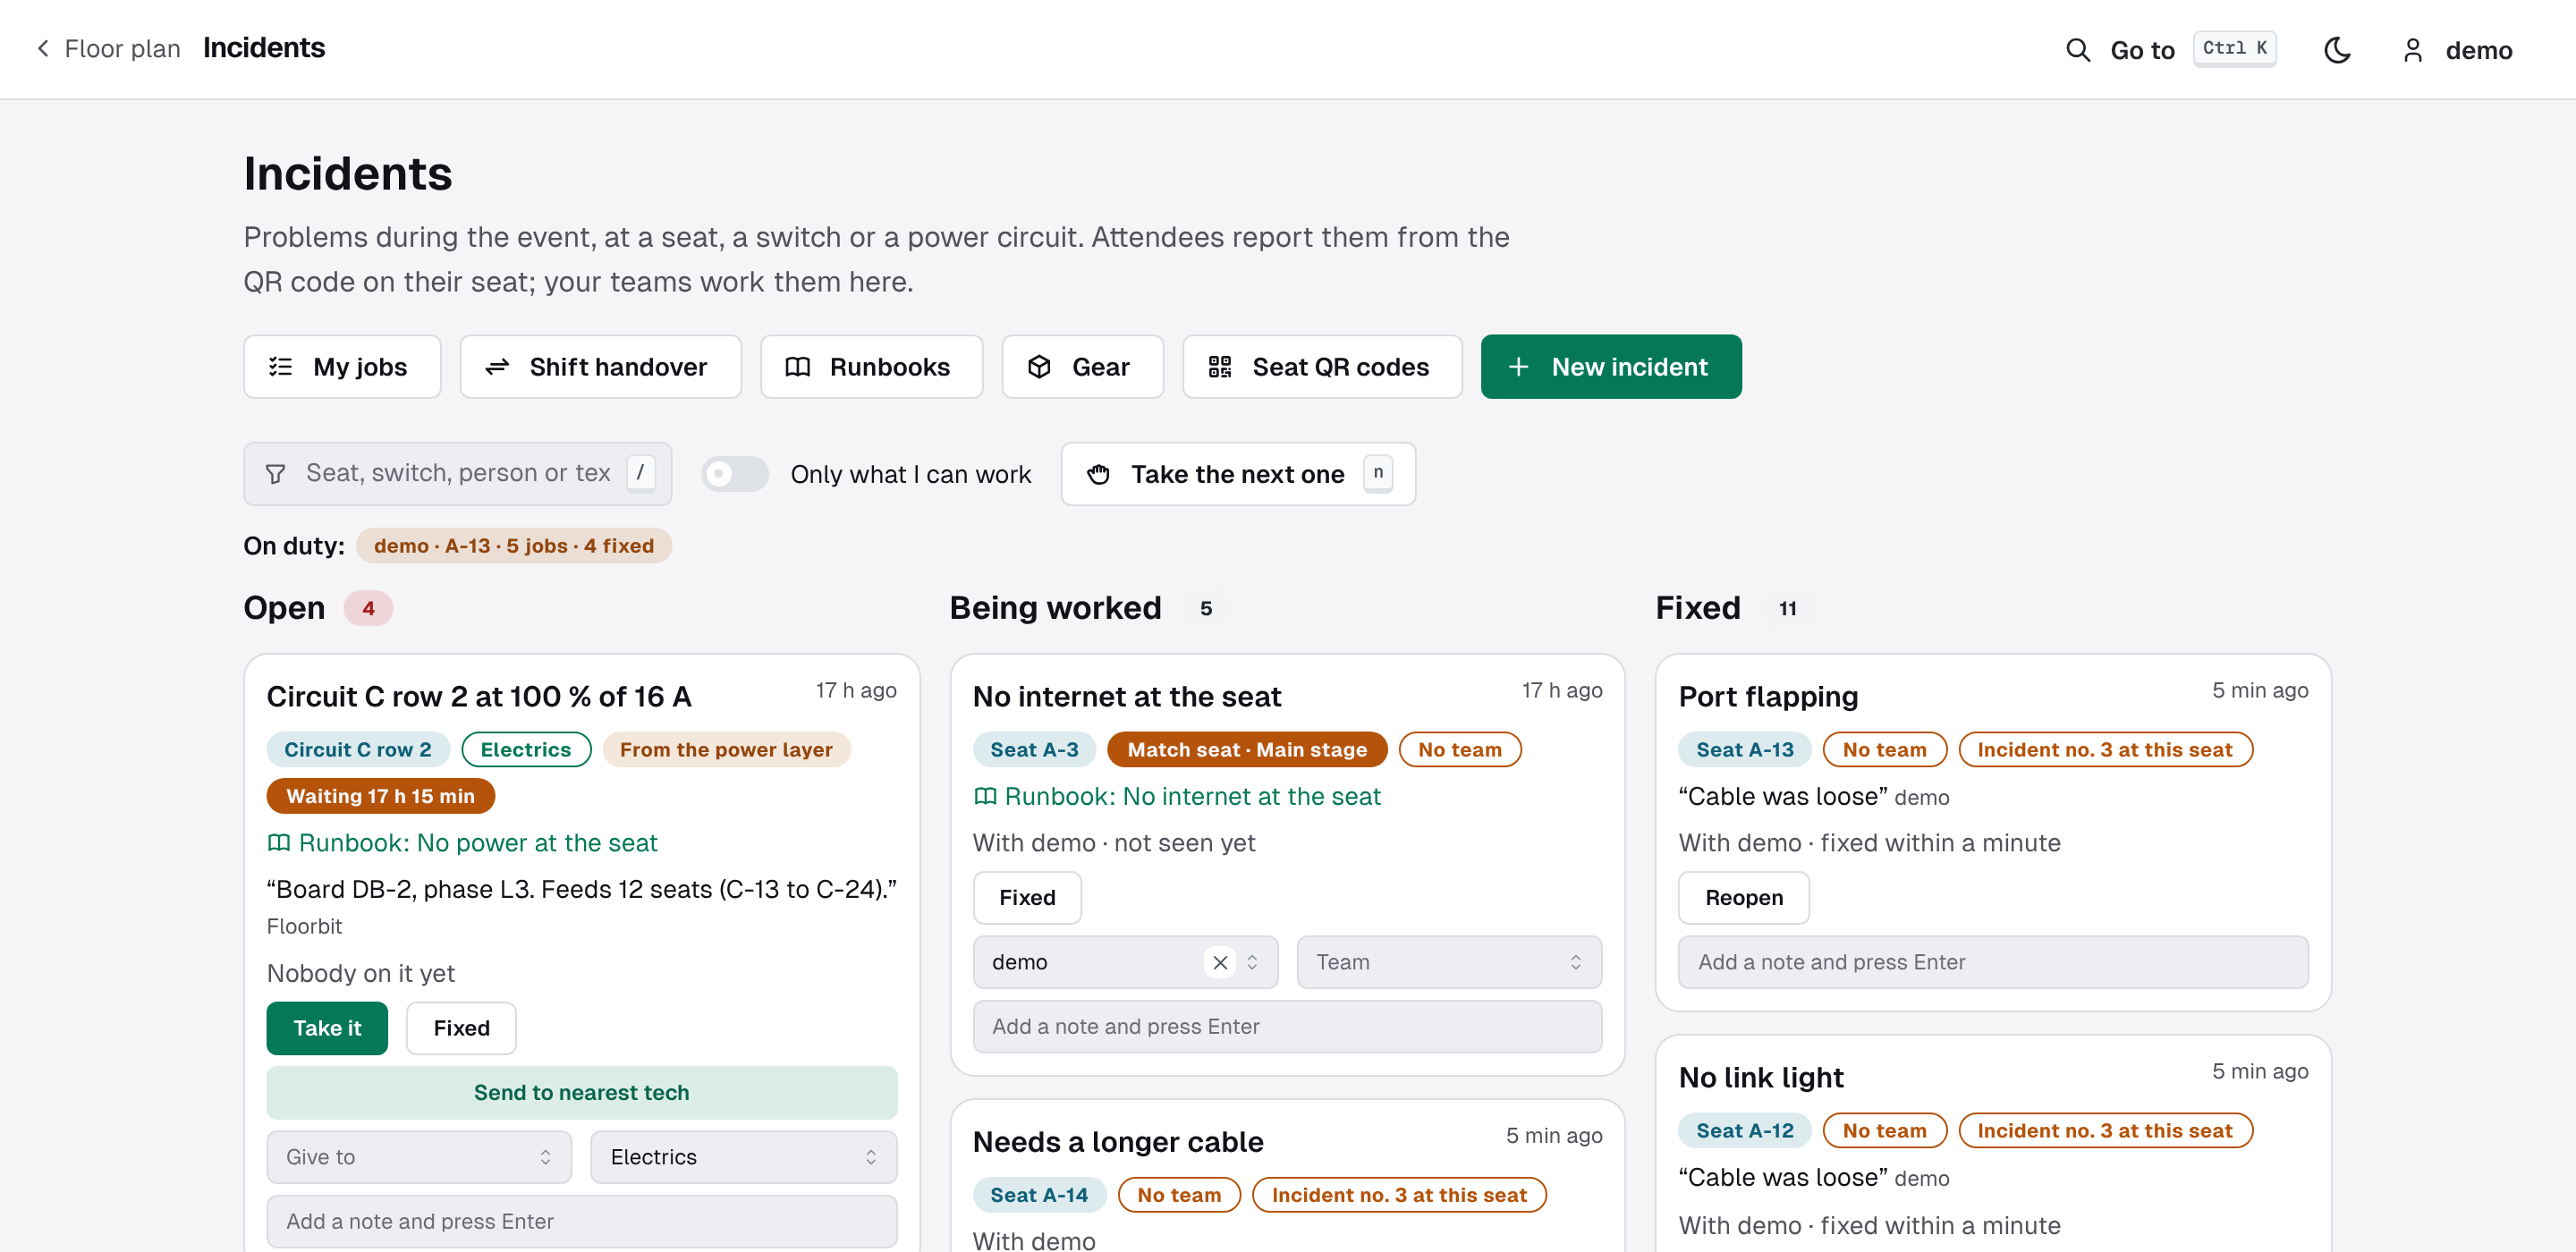 Floor plan Incidents
Go to Ctrl K demo
Incidents
Problems during the event, at a seat, a switch or a power circuit. Attendees report them from the
QR code on their seat; your teams work them here.
My jobs Shift handover Runbooks Gear Seat QR codes New incident
Seat, switch, person or tex / Only what I can work Take the next one n
On duty: demo · A-13 · 5 jobs · 4 fixed
Open 4
Circuit C row 2 at 100 % of 16 A 17 h ago
Circuit C row 2 Electrics From the power layer
Waiting 17 h 15 min
Runbook: No power at the seat
“Board DB-2, phase L3. Feeds 12 seats (C-13 to C-24).”
Floorbit
Nobody on it yet
Take it Fixed
Send to nearest tech
Give to Electrics
Add a note and press Enter
Being worked 5
No internet at the seat 17 h ago
Seat A-3 Match seat · Main stage No team
Runbook: No internet at the seat
With demo · not seen yet
Fixed
demo Team
Add a note and press Enter
Needs a longer cable 5 min ago
Seat A-14 No team Incident no. 3 at this seat
With demo
Fixed 11
Port flapping 5 min ago
Seat A-13 No team Incident no. 3 at this seat
“Cable was loose” demo
With demo · fixed within a minute
Reopen
Add a note and press Enter
No link light 5 min ago
Seat A-12 No team Incident no. 3 at this seat
“Cable was loose” demo
With demo · fixed within a minute